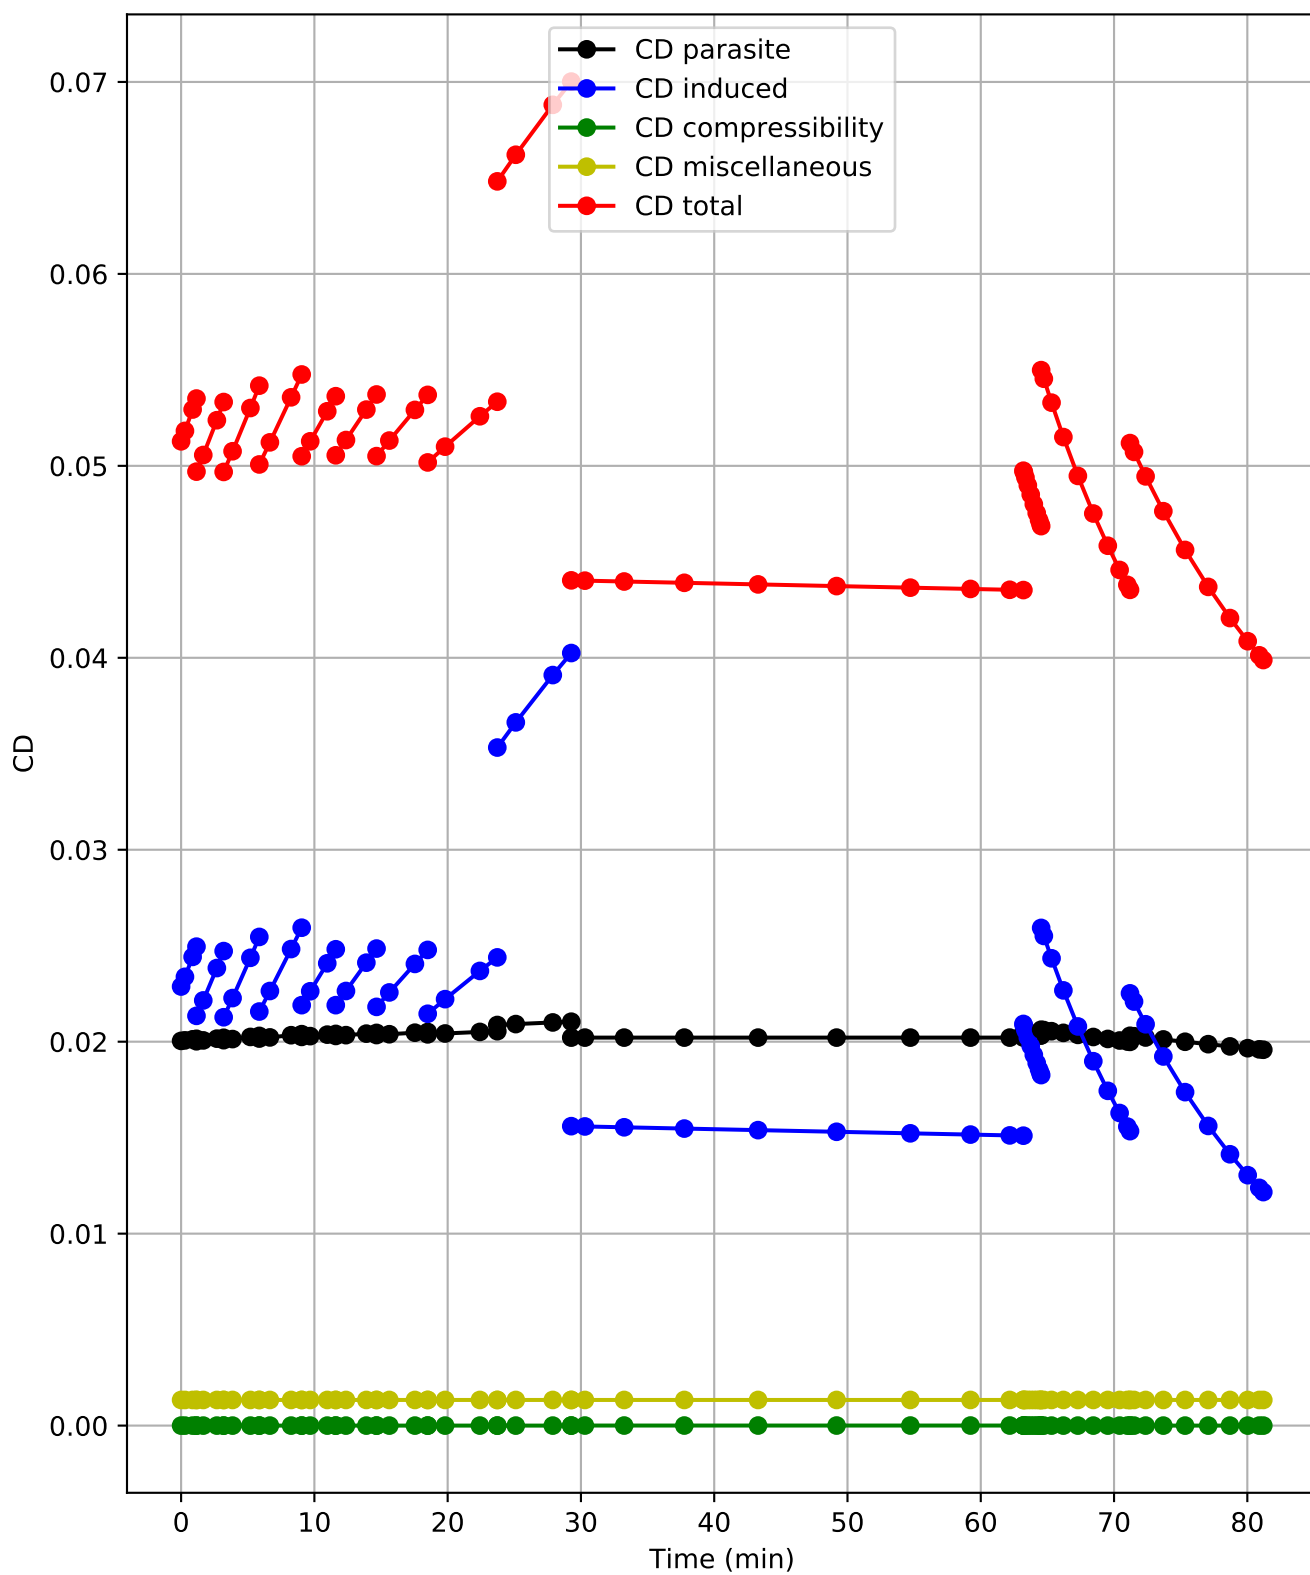 CD parasite
CD induced
CD compressibility
CD miscellaneous
CD total
0.07
0.06
0.05
0.04
0.03
0.02
0.01
0.00
CD
0 10 20 30 40 50 60 70 80
Time (min)